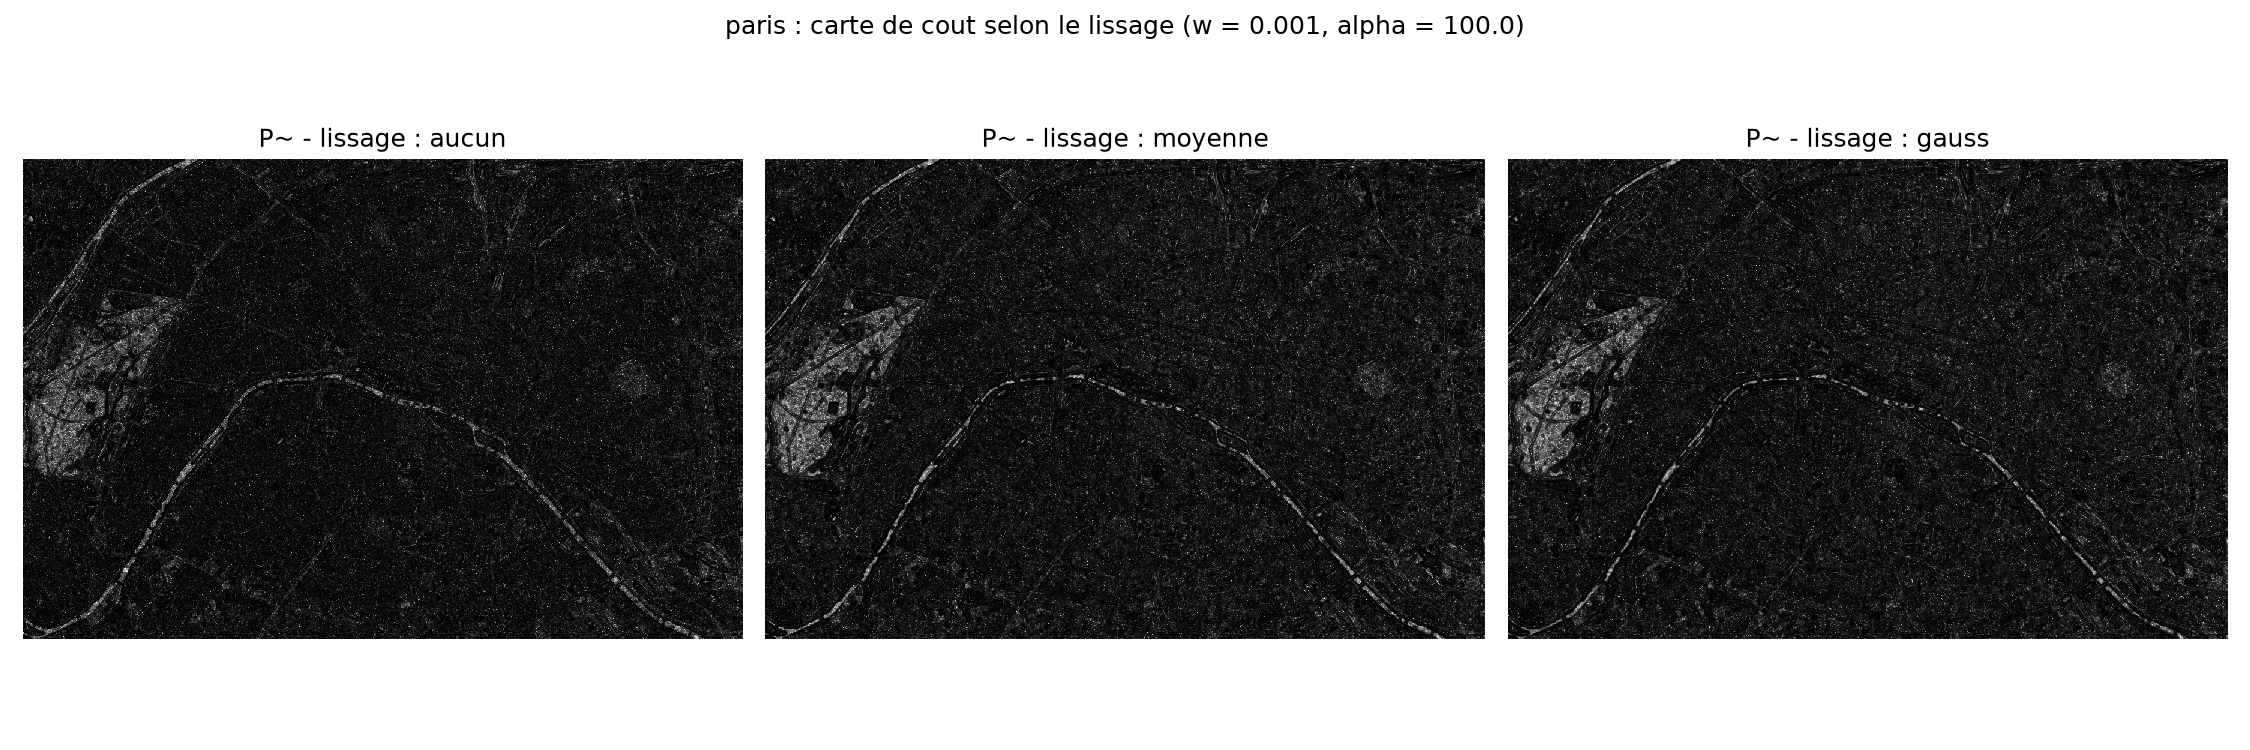 paris : carte de cout selon le lissage (w = 0.001, alpha = 100.0)
P~ - lissage : aucun
P~ - lissage : moyenne
P~ - lissage : gauss